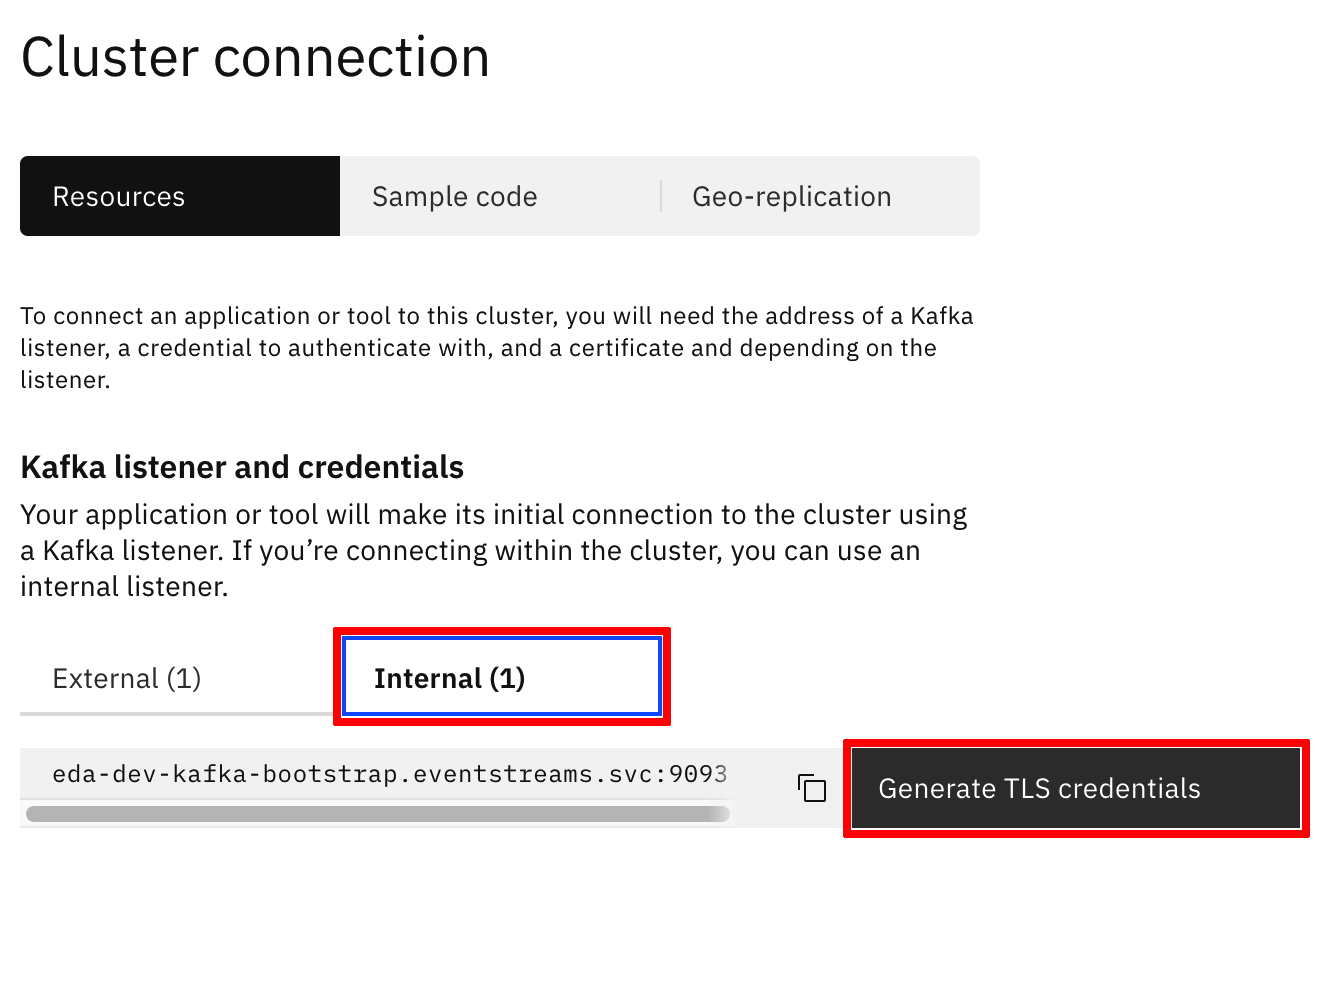 Cluster connection
Resources
Sample code
Geo-replication
To connect an application or tool to this cluster, you will need the address of a Kafka
listener, a credential to authenticate with, and a certificate and depending on the
listener.
Kafka listener and credentials
Your application or tool will make its initial connection to the cluster using
a Kafka listener. If you’re connecting within the cluster, you can use an
internal listener.
External (1)
Internal (1)
eda-dev-kafka-bootstrap.eventstreams.svc:9093
Generate TLS credentials